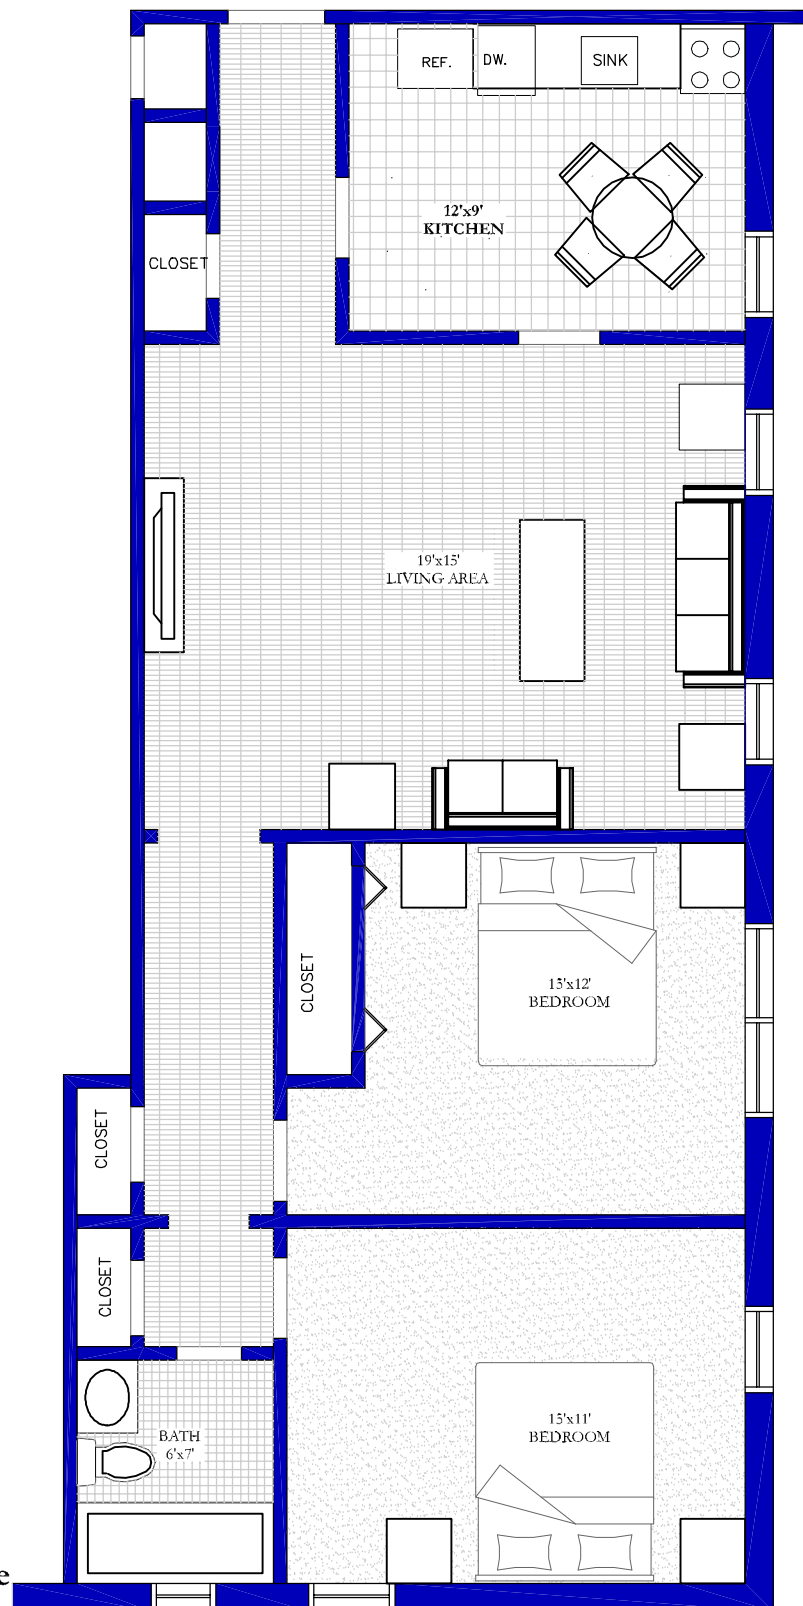 REF.
DW.
SINK
12'x9'
KITCHEN
CLOSET
19'x15'
LIVING AREA
CLOSET
15'x12'
BEDROOM
CLOSET
CLOSET
15'x11'
BEDROOM
BATH
6'x7'
e